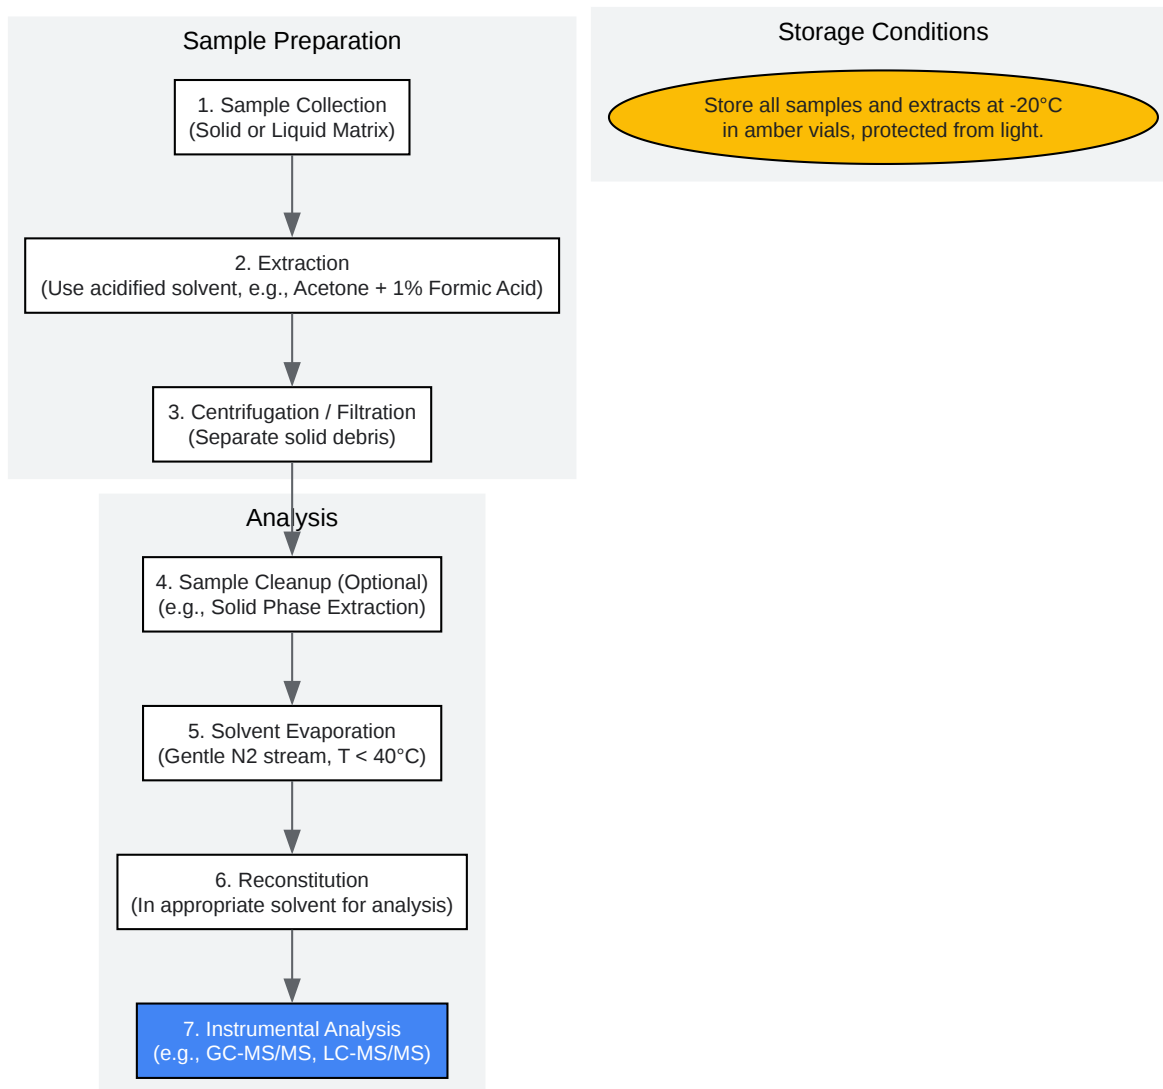 Sample Preparation
1. Sample Collection
(Solid or Liquid Matrix)
2. Extraction
(Use acidified solvent, e.g., Acetone + 1% Formic Acid)
3. Centrifugation / Filtration
(Separate solid debris)
Analysis
4. Sample Cleanup (Optional)
(e.g., Solid Phase Extraction)
5. Solvent Evaporation
(Gentle N2 stream, T < 40°C)
6. Reconstitution
(In appropriate solvent for analysis)
7. Instrumental Analysis
(e.g., GC-MS/MS, LC-MS/MS)
Storage Conditions
Store all samples and extracts at -20°C
in amber vials, protected from light.